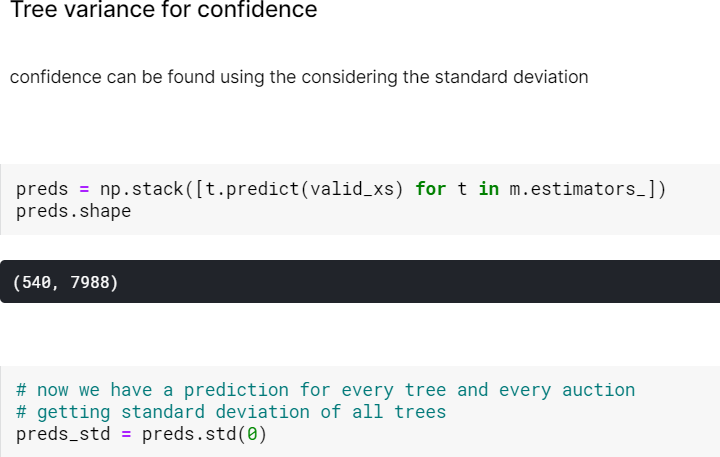 Tree variance for confidence
confidence can be found using the considering the standard deviation
preds = np.stack([t.predict(valid_xs) for t in m.estimators_])
preds.shape
(540, 7988)
# now we have a prediction for every tree and every auction
# getting standard deviation of all trees
preds_std = preds.std(0)